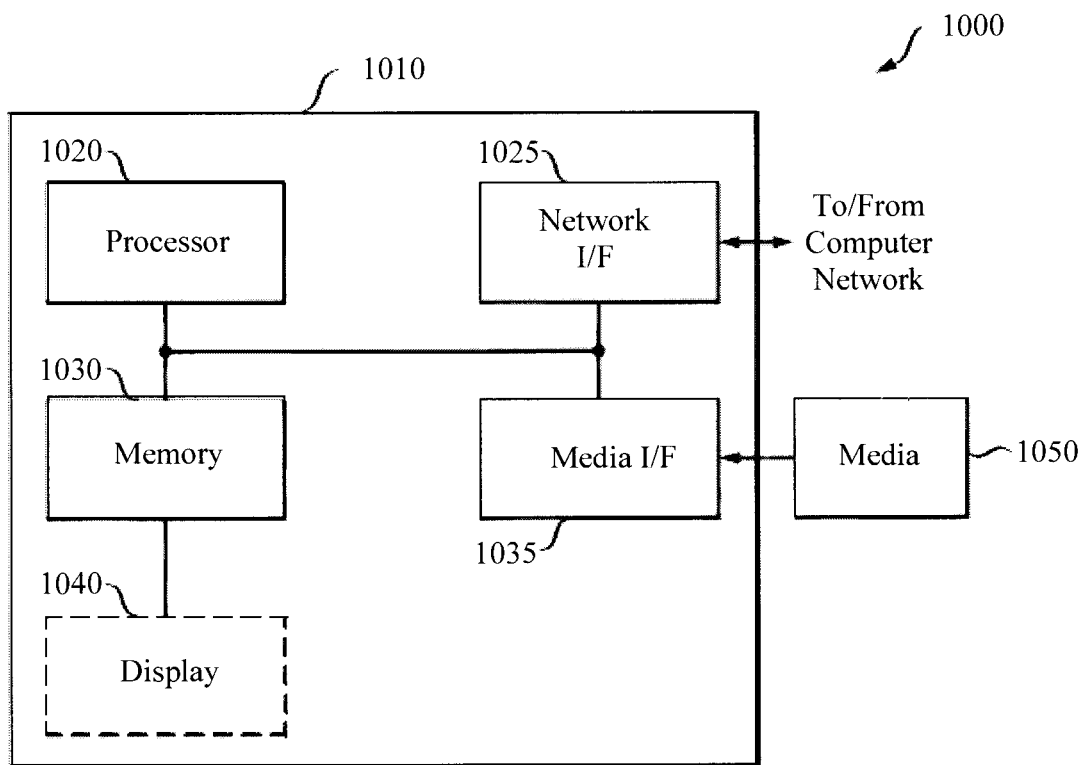 1000
1010
1020
Processor
1025
Network
I/F
To/From
Computer
Network
1030
Memory
Media I/F
1035
Media
1050
1040
Display